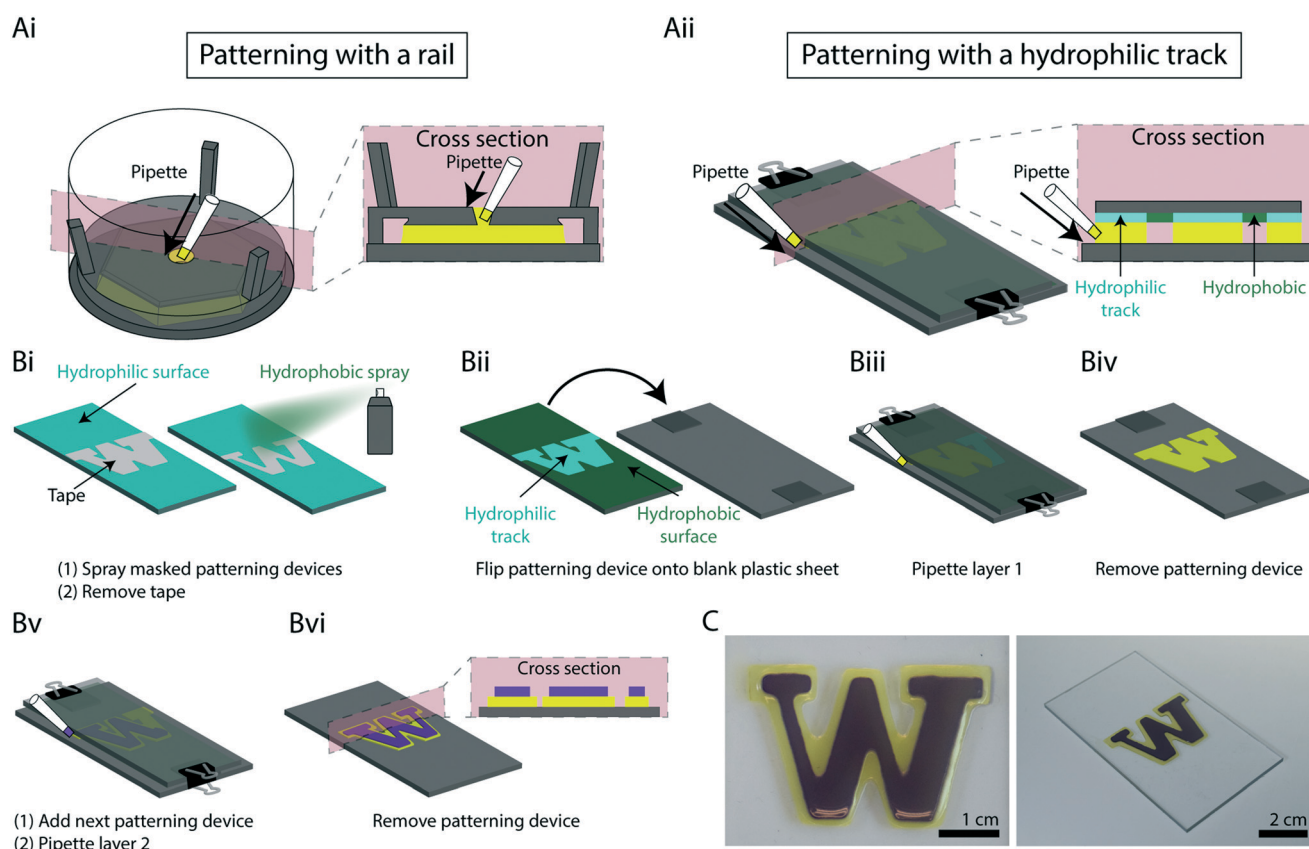 Ai
Patterning with a rail
Pipette
Cross section
Pipette
Aii
Patterning with a hydrophilic track
Pipette
Cross section
Pipette
Hydrophilic
track
Hydrophobic
Bi
Hydrophilic surface
Hydrophobic spray
Tape
(1) Spray masked patterning devices
(2) Remove tape
Bii
Hydrophilic
track
Hydrophobic
surface
Flip patterning device onto blank plastic sheet
Biii
Pipette layer 1
Biv
Remove patterning device
Bv
(1) Add next patterning device
(2) Pipette layer 2
Bvi
Cross section
Remove patterning device
C
W
1 cm
W
2 cm